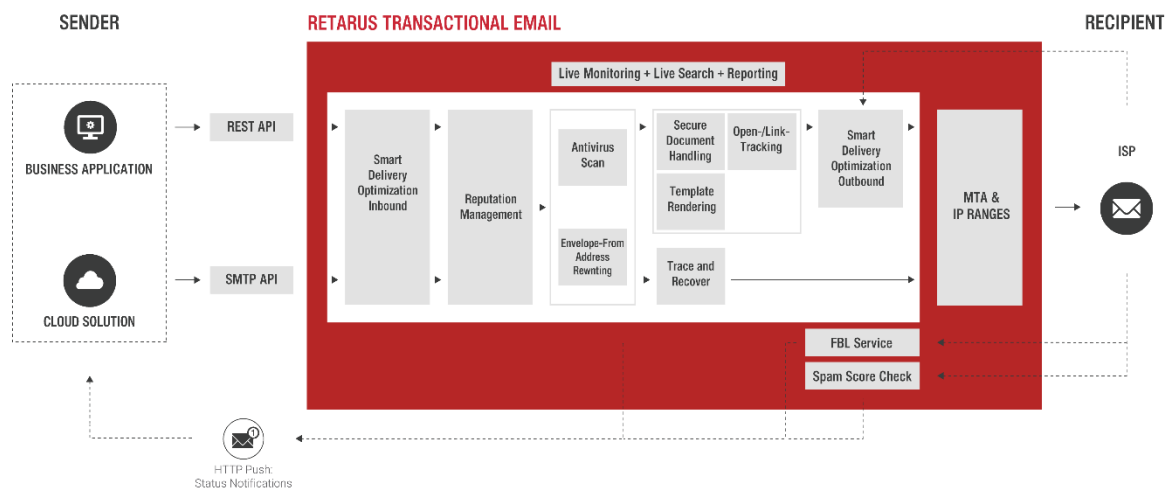 SENDER
RETARUS TRANSACTIONAL EMAIL
RECIPIENT
Live Monitoring + Live Search + Reporting
BUSINESS APPLICATION
REST API
Smart
Delivery
Optimization
Inbound
Reputation
Management
Antivirus
Scan
Secure
Document
Handling
Open-/Link-
Tracking
Template
Rendering
Smart
Delivery
Optimization
Outbound
MTA &
IP RANGES
ISP
CLOUD SOLUTION
SMTP API
Envelope-From
Address
Rewnting
Trace and
Recover
FBL Service
Spam Score Check
1
HTTP Push:
Status Notifications